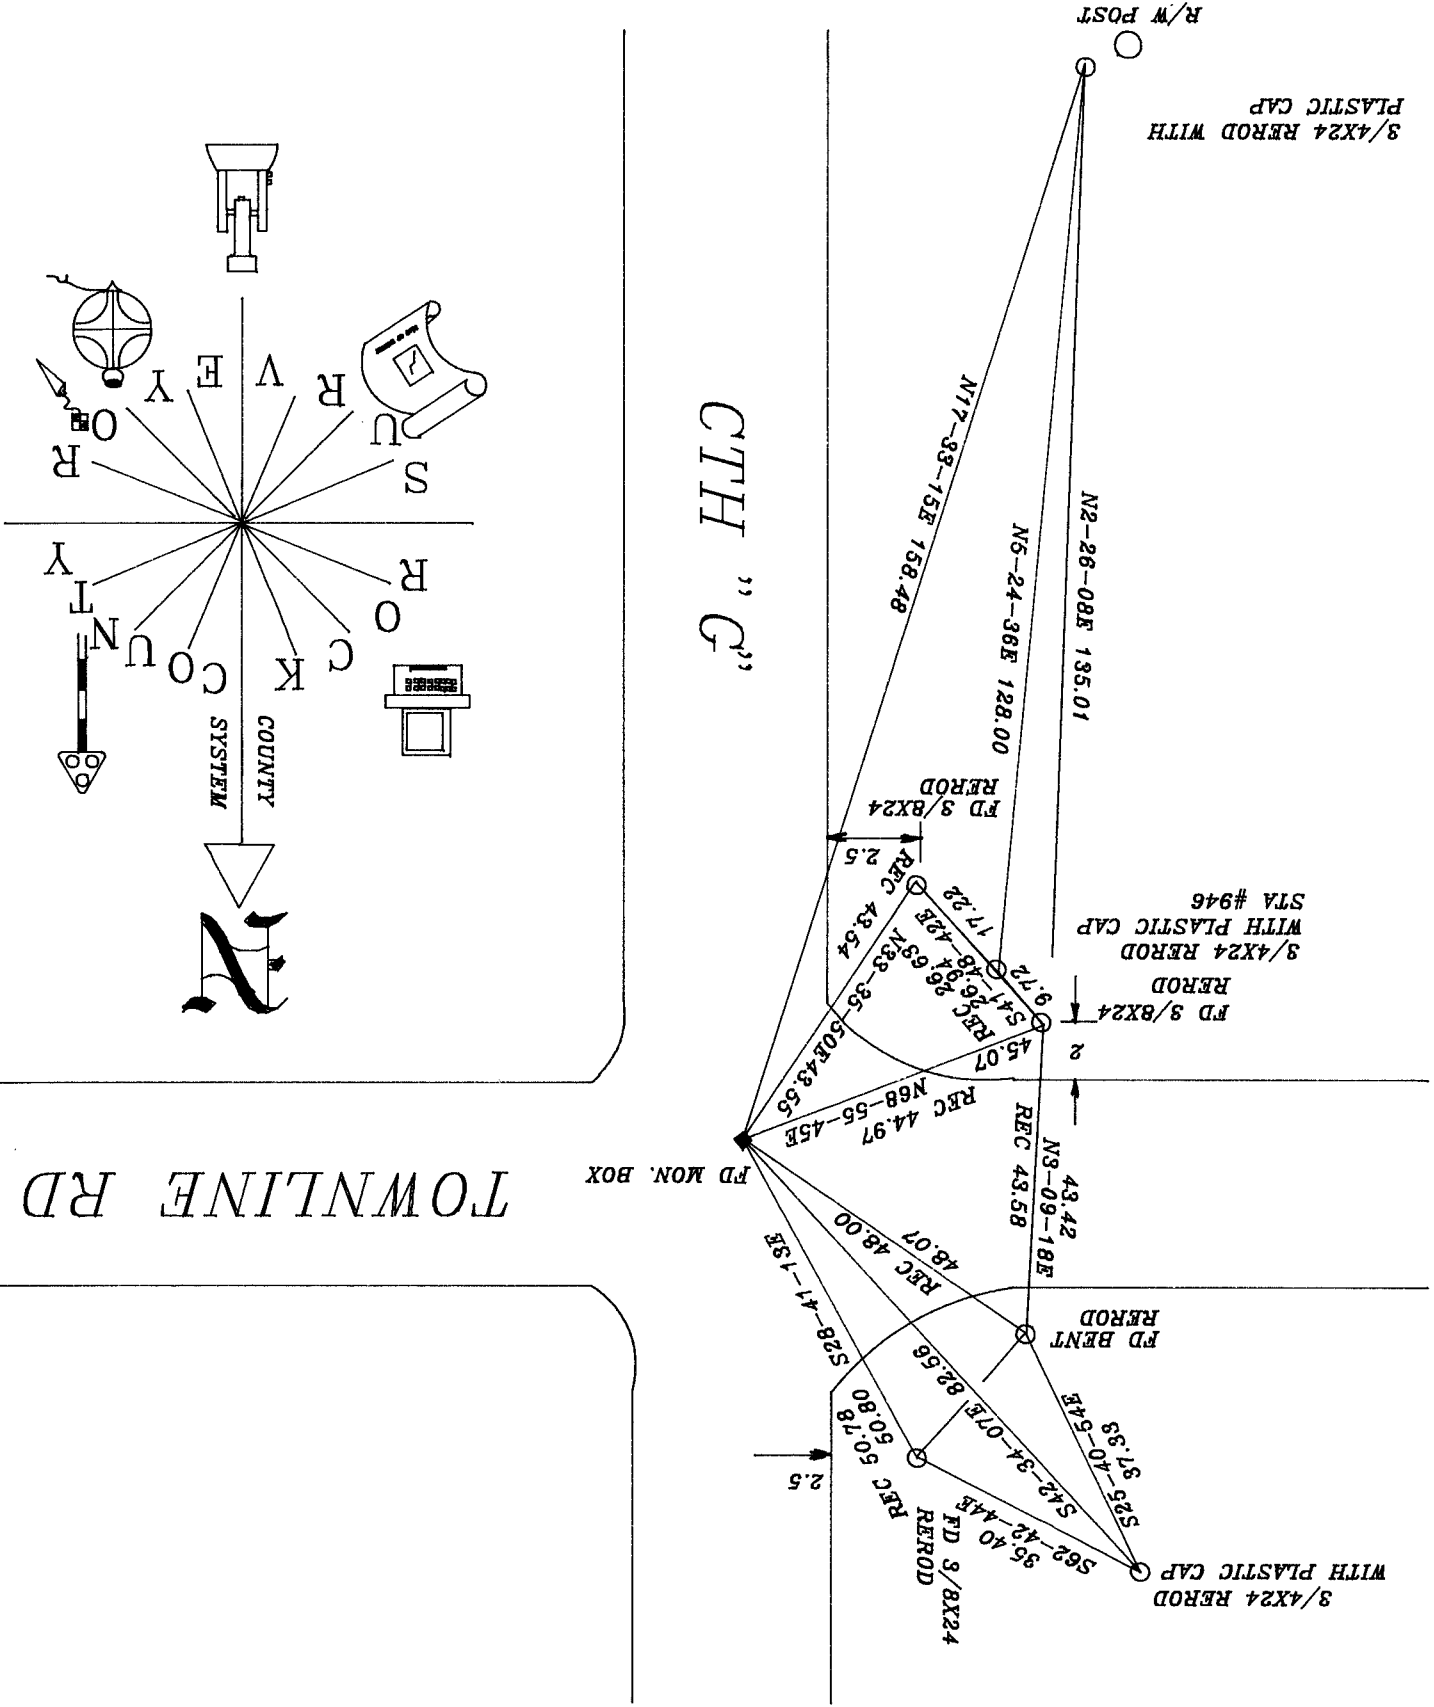 3/4X24 REROD
WITH PLASTIC CAP
FD 3/8X24
REROD
S62-42-44E
35.40
S25-40-54E
37.33
S42-34-07E 82.56
REC 50.78
50.80
S28-41-13E
2.5
FD BENT
REROD
REC 48.00
48.07
43.42
N3-09-18E
REC 43.58
FD MON. BOX
TOWNLINE RD
REC 44.97
N68-55-45E
45.07
2
FD 3/8X24
REROD
3/4X24 REROD
WITH PLASTIC CAP
STA #946
9.72
17.22
S41-48-42E
26.94
REC 26.63
N33-35-50E 43.55
REC 43.54
2.5
FD 3/8X24
REROD
N2-26-08E 135.01
N5-24-36E 128.00
N17-33-15E 158.48
CTH "G"
N
COUNTY
SYSTEM
ROCK COUNTY
SURVEYOR
3/4X24 REROD WITH
PLASTIC CAP
R/W POST